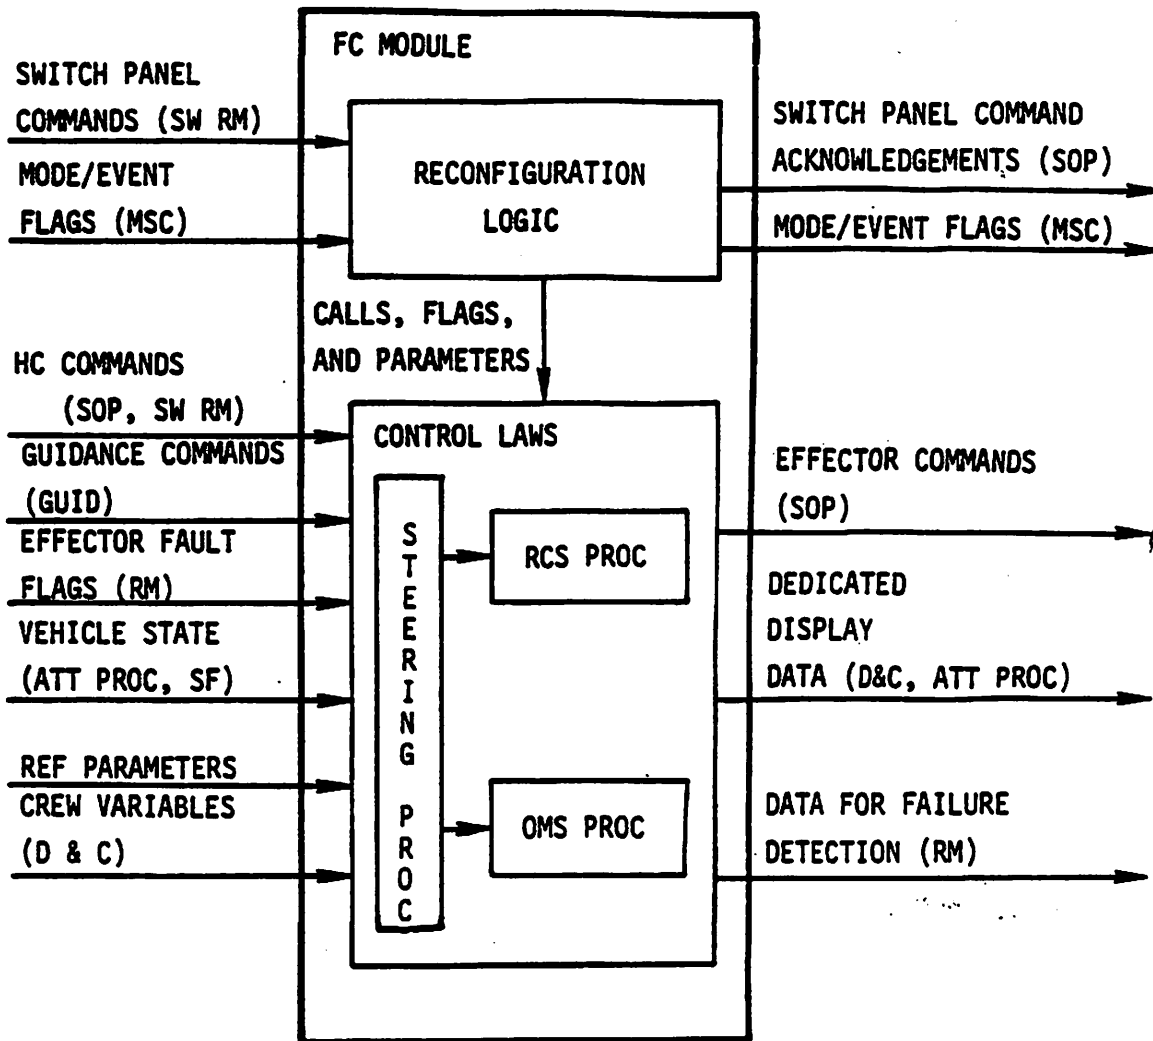 FC MODULE
SWITCH PANEL
COMMANDS (SW RM)
MODE/EVENT
FLAGS (MSC)
RECONFIGURATION
LOGIC
SWITCH PANEL COMMAND
ACKNOWLEDGEMENTS (SOP)
MODE/EVENT FLAGS (MSC)
CALLS, FLAGS,
AND PARAMETERS
HC COMMANDS
(SOP, SW RM)
GUIDANCE COMMANDS
(GUID)
EFFECTOR FAULT
FLAGS (RM)
VEHICLE STATE
(ATT PROC, SF)
REF PARAMETERS
CREW VARIABLES
(D & C)
CONTROL LAWS
STEERING PROC
RCS PROC
OMS PROC
EFFECTOR COMMANDS
(SOP)
DEDICATED
DISPLAY
DATA (D&C, ATT PROC)
DATA FOR FAILURE
DETECTION (RM)